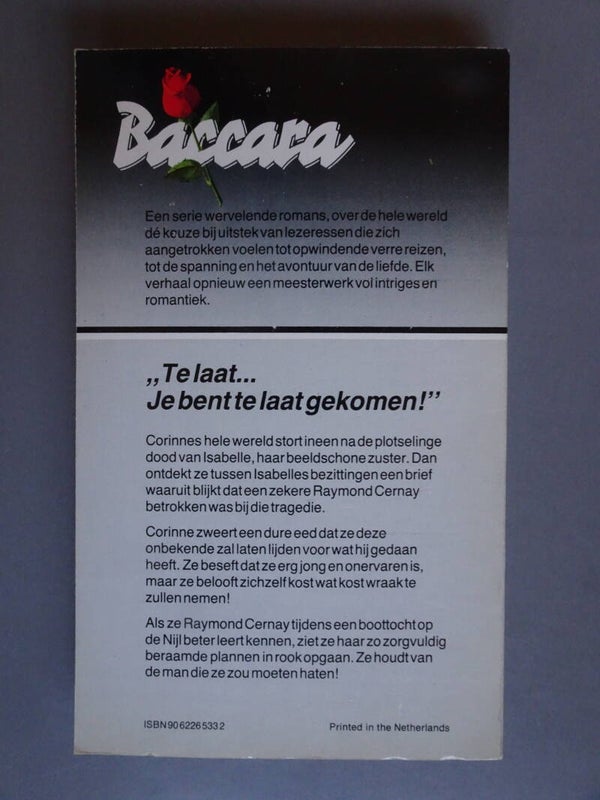 Baccara
Een serie wervelende romans, over de hele wereld
dé keuze bij uitstek van lezeressen die zich
aangetrokken voelen tot opwindende verre reizen,
tot de spanning en het avontuur van de liefde. Elk
verhaal opnieuw een meesterwerk vol intriges en
romantiek.
„Te laat...
Je bent te laat gekomen!”
Corinnes hele wereld stort ineen na de plotselinge
dood van Isabelle, haar beeldschone zuster. Dan
ontdekt ze tussen Isabelles bezittingen een brief
waaruit blijkt dat een zekere Raymond Cernay
betrokken was bij die tragedie.
Corinne zweert een dure eed dat ze deze
onbekende zal laten lijden voor wat hij gedaan
heeft. Ze beseft dat ze erg jong en onervaren is,
maar ze belooft zichzelf kost wat kost wraak te
zullen nemen!
Als ze Raymond Cernay tijdens een boottocht op
de Nijl beter leert kennen, ziet ze haar zo zorgvuldig
beraamde plannen in rook opgaan. Ze houdt van
de man die ze zou moeten haten!
ISBN 90 6226 533 2
Printed in the Netherlands